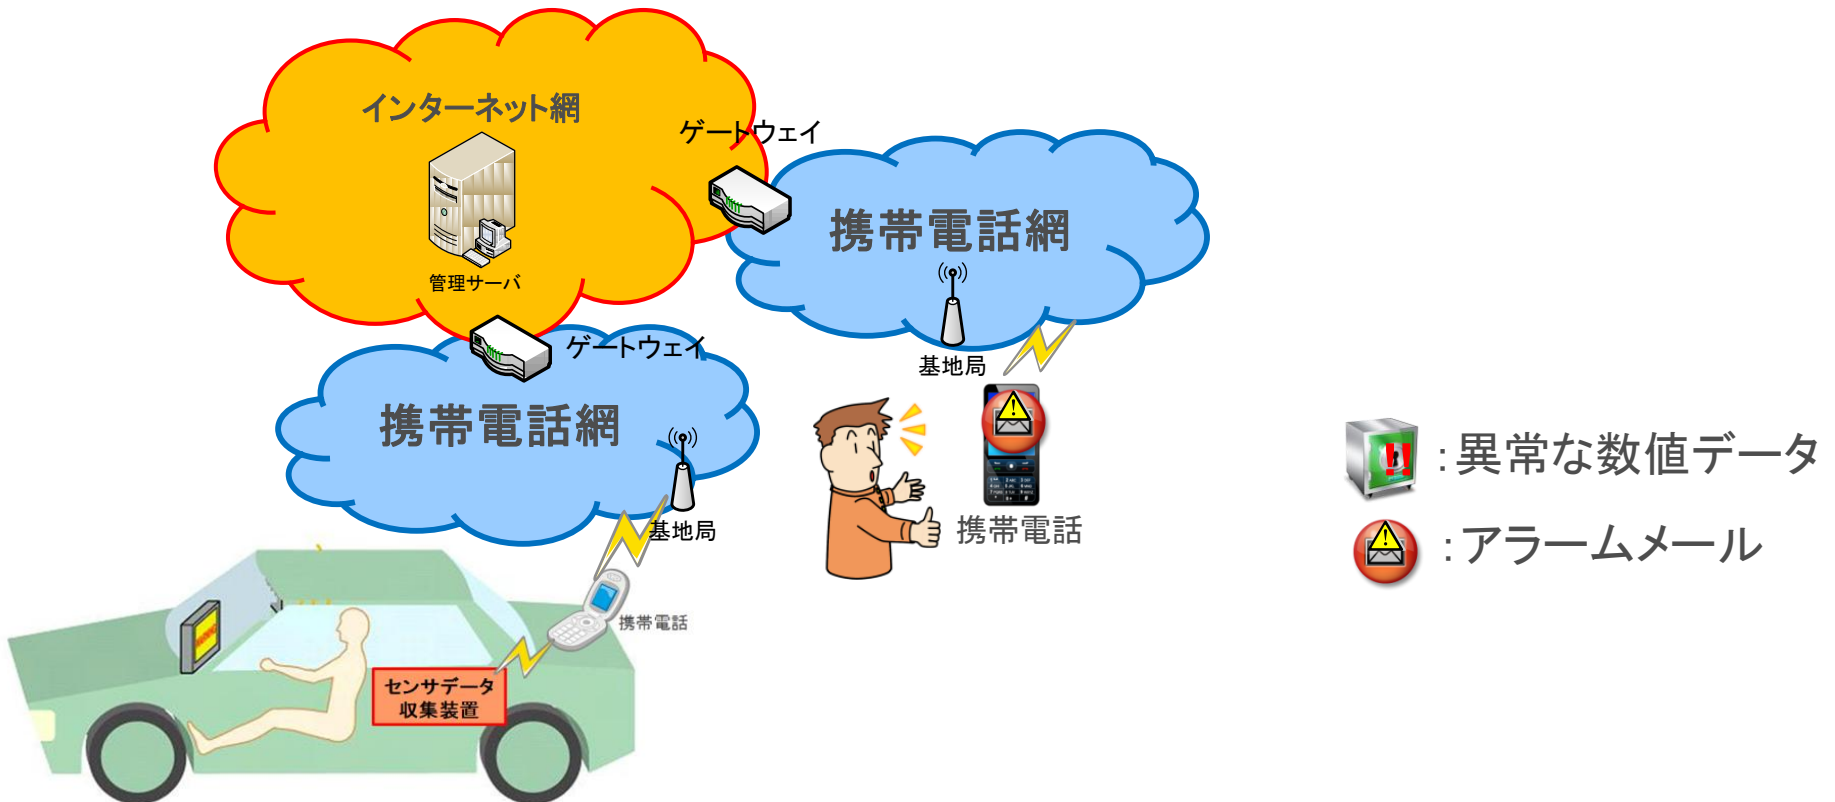 インターネット網
ゲートウェイ
管理サーバ
携帯電話網
基地局
ゲートウェイ
携帯電話網
基地局
携帯電話
携帯電話
センサデータ
収集装置
:異常な数値データ
:アラームメール